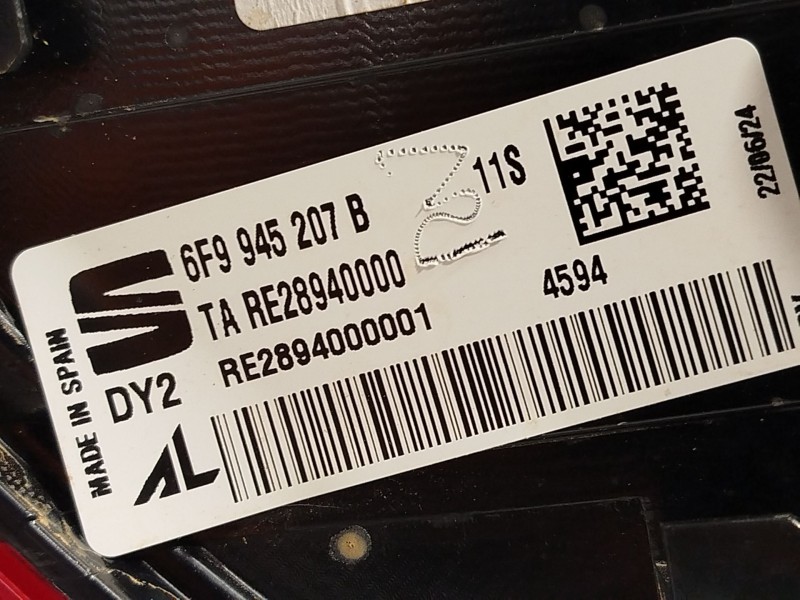 6F9 945 207 B
11S
TA RE28940000
RE2894000001
4594
DY2
AL
MADE IN SPAIN
22/06/24